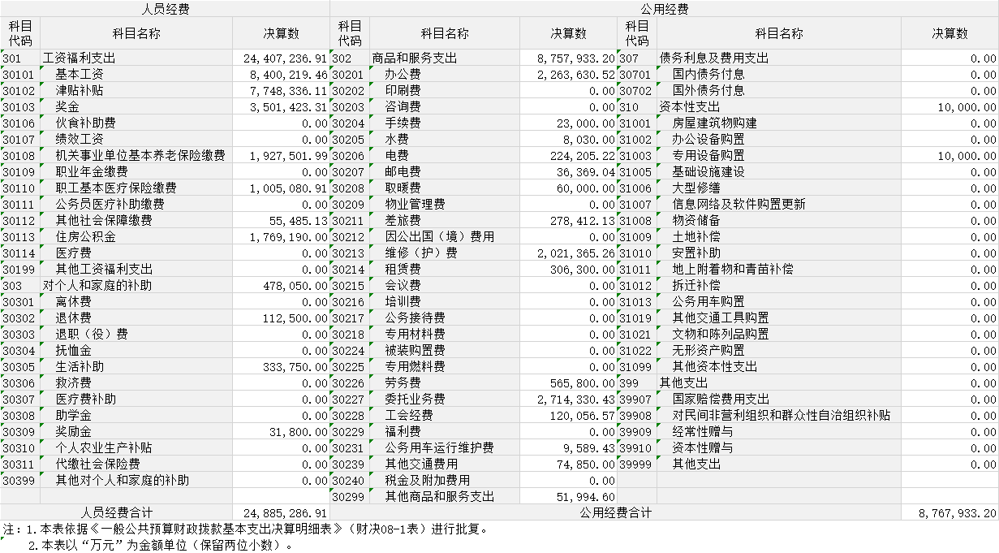 人员经费 公用经费
科目代码 科目名称 决算数 科目代码 科目名称 决算数 科目代码 科目名称 决算数
301 工资福利支出 24,407,236.91 302 商品和服务支出 8,757,933.20 307 债务利息及费用支出 0.00
30101 基本工资 8,400,219.46 30201 办公费 2,263,630.52 30701 国内债务付息 0.00
30102 津贴补贴 7,748,336.11 30202 印刷费 0.00 30702 国外债务付息 0.00
30103 奖金 3,501,423.31 30203 咨询费 0.00 310 资本性支出 10,000.00
30106 伙食补助费 0.00 30204 手续费 23,000.00 31001 房屋建筑物购建 0.00
30107 绩效工资 0.00 30205 水费 8,030.00 31002 办公设备购置 0.00
30108 机关事业单位基本养老保险缴费 1,927,501.99 30206 电费 224,205.22 31003 专用设备购置 10,000.00
30109 职业年金缴费 0.00 30207 邮电费 36,369.04 31005 基础设施建设 0.00
30110 职工基本医疗保险缴费 1,005,080.91 30208 取暖费 60,000.00 31006 大型修缮 0.00
30111 公务员医疗补助缴费 0.00 30209 物业管理费 0.00 31007 信息网络及软件购置更新 0.00
30112 其他社会保障缴费 55,485.13 30211 差旅费 278,412.13 31008 物资储备 0.00
30113 住房公积金 1,769,190.00 30212 因公出国（境）费用 0.00 31009 土地补偿 0.00
30114 医疗费 0.00 30213 维修（护）费 2,021,365.26 31010 安置补助 0.00
30199 其他工资福利支出 0.00 30214 租赁费 306,300.00 31011 地上附着物和青苗补偿 0.00
303 对个人和家庭的补助 478,050.00 30215 会议费 0.00 31012 拆迁补偿 0.00
30301 离休费 0.00 30216 培训费 0.00 31013 公务用车购置 0.00
30302 退休费 112,500.00 30217 公务接待费 0.00 31019 其他交通工具购置 0.00
30303 退职（役）费 0.00 30218 专用材料费 0.00 31021 文物和陈列品购置 0.00
30304 抚恤金 0.00 30224 被装购置费 0.00 31022 无形资产购置 0.00
30305 生活补助 333,750.00 30225 专用燃料费 0.00 31099 其他资本性支出 0.00
30306 救济费 0.00 30226 劳务费 565,800.00 399 其他支出 0.00
30307 医疗费补助 0.00 30227 委托业务费 2,714,330.43 39907 国家赔偿费用支出 0.00
30308 助学金 0.00 30228 工会经费 120,056.57 39908 对民间非营利组织和群众性自治组织补贴 0.00
30309 奖励金 31,800.00 30229 福利费 0.00 39909 经常性赠与 0.00
30310 个人农业生产补贴 0.00 30231 公务用车运行维护费 9,589.43 39910 资本性赠与 0.00
30311 代缴社会保险费 0.00 30239 其他交通费用 74,850.00 39999 其他支出 0.00
30399 其他对个人和家庭的补助 0.00 30240 税金及附加费用 0.00
30299 其他商品和服务支出 51,994.60
人员经费合计 24,885,286.91 公用经费合计 8,767,933.20
注：1.本表依据《一般公共预算财政拨款基本支出决算明细表》（财决08-1表）进行批复。
2.本表以“万元”为金额单位（保留两位小数）。